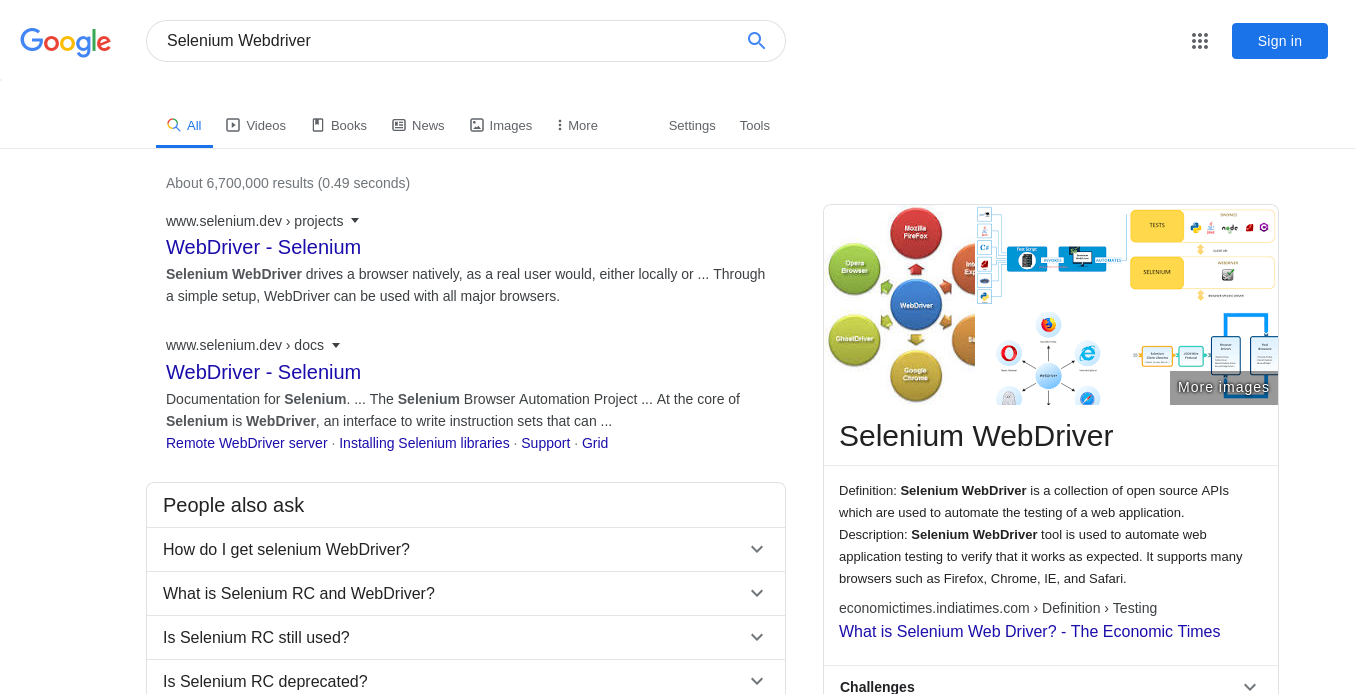 Google
Selenium Webdriver
Sign in
All
Videos
Books
News
Images
More
Settings
Tools
About 6,700,000 results (0.49 seconds)
www.selenium.dev › projects
WebDriver - Selenium
Selenium WebDriver drives a browser natively, as a real user would, either locally or ... Through
a simple setup, WebDriver can be used with all major browsers.
www.selenium.dev › docs
WebDriver - Selenium
Documentation for Selenium. ... The Selenium Browser Automation Project ... At the core of
Selenium is WebDriver, an interface to write instruction sets that can ...
Remote WebDriver server · Installing Selenium libraries · Support · Grid
People also ask
How do I get selenium WebDriver?
What is Selenium RC and WebDriver?
Is Selenium RC still used?
Is Selenium RC deprecated?
Mozilla
FireFox
Opera
Browser
WebDriver
GhostDriver
Google
Chrome
C#
TESTS
SELENIUM
WebDriver
More images
Selenium WebDriver
Definition: Selenium WebDriver is a collection of open source APIs
which are used to automate the testing of a web application.
Description: Selenium WebDriver tool is used to automate web
application testing to verify that it works as expected. It supports many
browsers such as Firefox, Chrome, IE, and Safari.
economictimes.indiatimes.com › Definition › Testing
What is Selenium Web Driver? - The Economic Times
Challenges